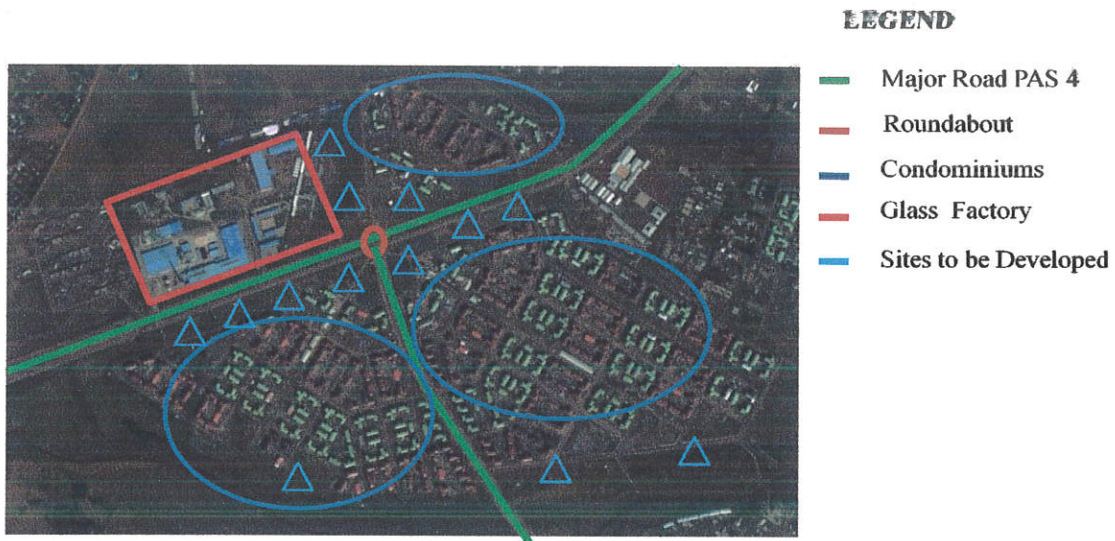 LEGEND
Major Road PAS 4
Roundabout
Condominiums
Glass Factory
Sites to be Developed